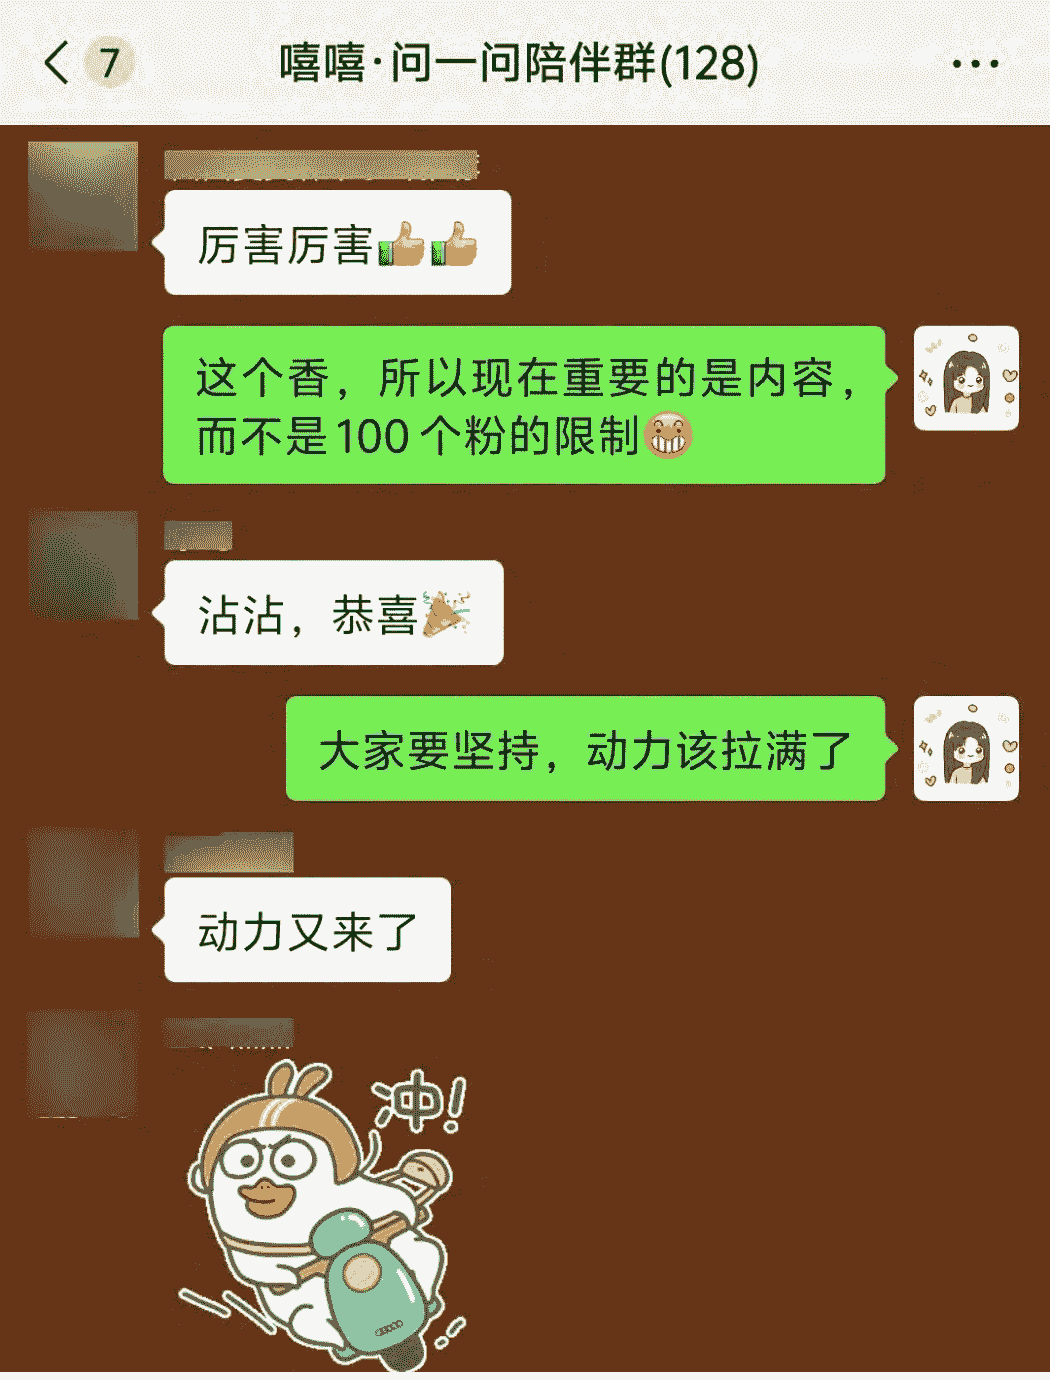 7
嘻嘻·问一问陪伴群(128)
厉害厉害👍👍
这个香，所以现在重要的是内容，
而不是100个粉的限制😁
沾沾，恭喜🎉
大家要坚持，动力该拉满了
动力又来了
冲！